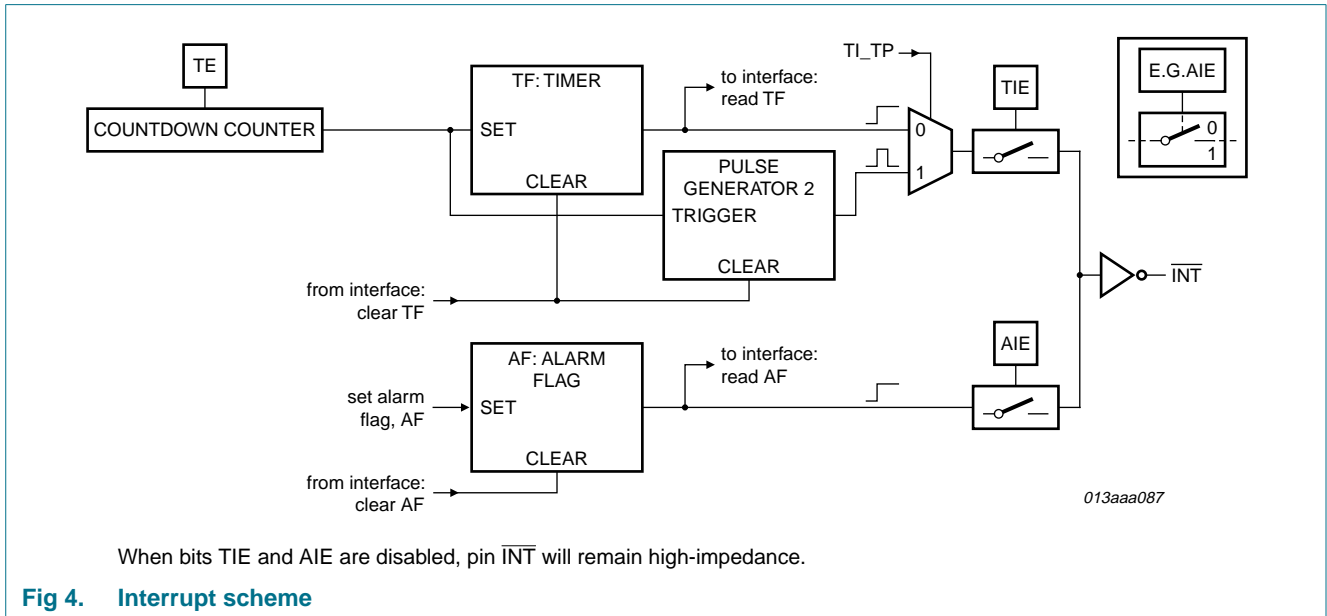 TE
COUNTDOWN COUNTER
TF: TIMER
SET
CLEAR
to interface:
read TF
PULSE
GENERATOR 2
TRIGGER
CLEAR
from interface:
clear TF
TI_TP
0
1
TIE
E.G.AIE
0
1
INT
AF: ALARM
FLAG
set alarm
flag, AF
SET
CLEAR
to interface:
read AF
from interface:
clear AF
AIE
013aaa087
When bits TIE and AIE are disabled, pin INT will remain high-impedance.
Fig 4. Interrupt scheme